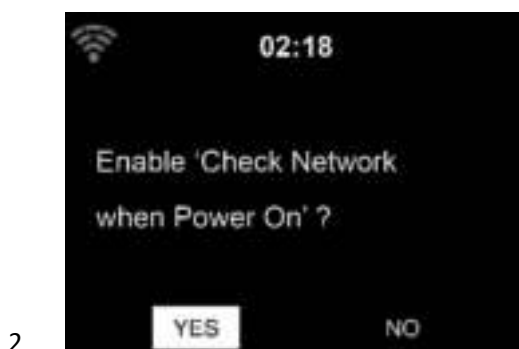 02:18
Enable 'Check Network
when Power On' ?
YES NO
2